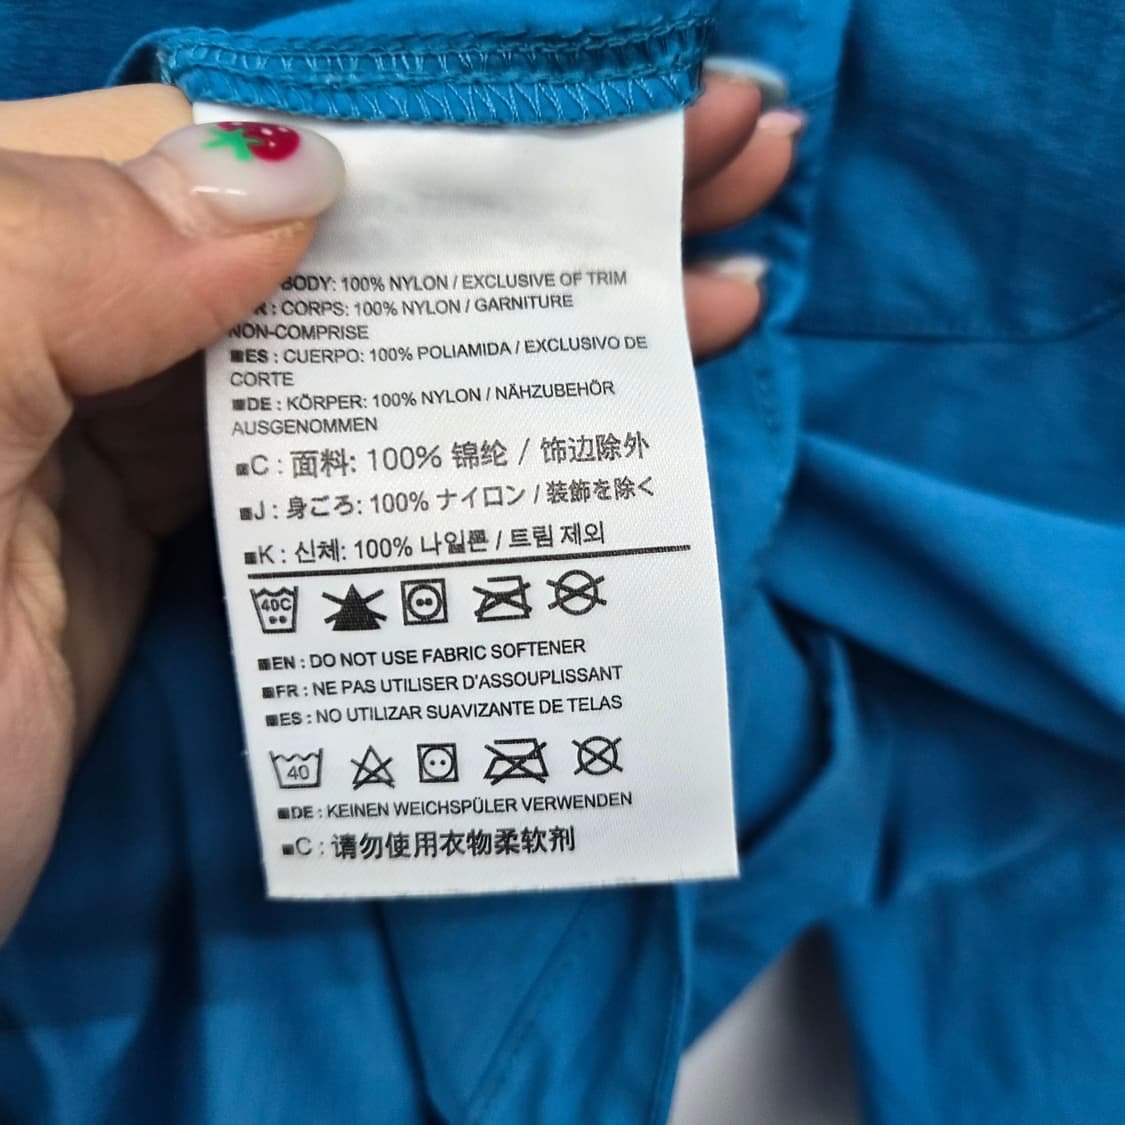 BODY: 100% NYLON / EXCLUSIVE OF TRIM
R : CORPS: 100% NYLON / GARNITURE
NON-COMPRISE
ES : CUERPO: 100% POLIAMIDA / EXCLUSIVO DE
CORTE
DE : KÖRPER: 100% NYLON / NÄHZUBEHÖR
AUSGENOMMEN
C : 面料: 100% 锦纶 / 饰边除外
J : 身ごろ: 100% ナイロン / 装飾を除く
K : 신체: 100% 나일론 / 트림 제외
40C
EN : DO NOT USE FABRIC SOFTENER
FR : NE PAS UTILISER D'ASSOUPLISSANT
ES : NO UTILIZAR SUAVIZANTE DE TELAS
40
DE : KEINEN WEICHSPÜLER VERWENDEN
C : 请勿使用衣物柔软剂